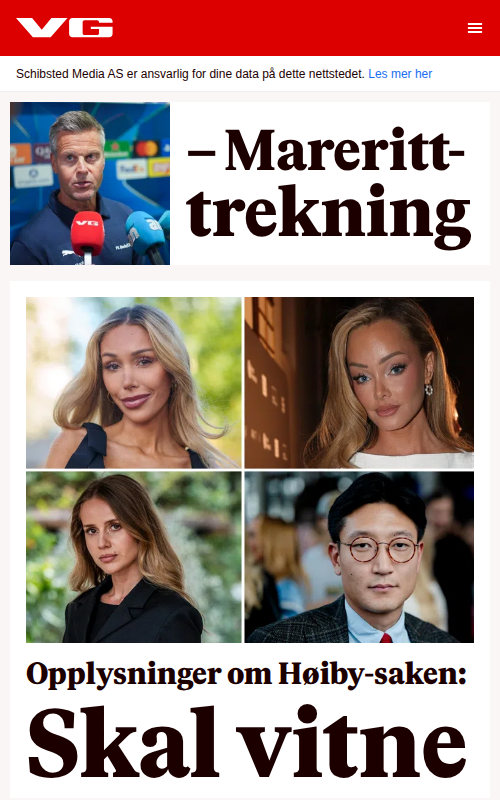 VG
Schibsted Media AS er ansvarlig for dine data på dette nettstedet. Les mer her
– Mareritt-
trekning
VG
Opplysninger om Høiby-saken:
Skal vitne